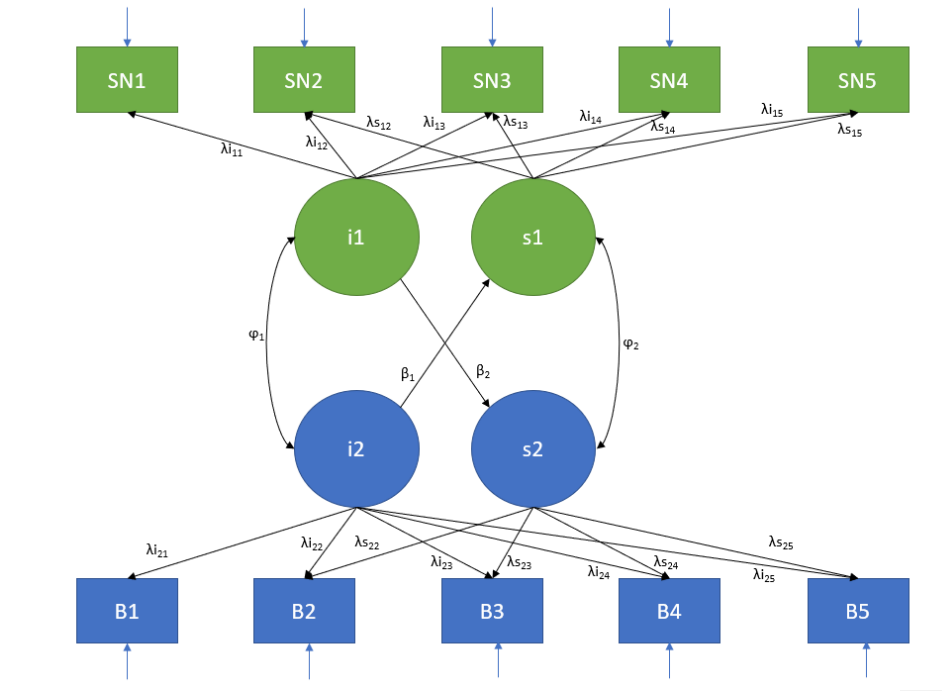 SN1 SN2 SN3 SN4 SN5
λi₁₁ λi₁₂ λs₁₂ λi₁₃ λs₁₃ λi₁₄ λs₁₄ λi₁₅ λs₁₅
i1 s1
φ₁ φ₂
β₁ β₂
i2 s2
λi₂₁ λi₂₂ λs₂₂ λi₂₃ λs₂₃ λi₂₄ λs₂₄ λi₂₅ λs₂₅
B1 B2 B3 B4 B5